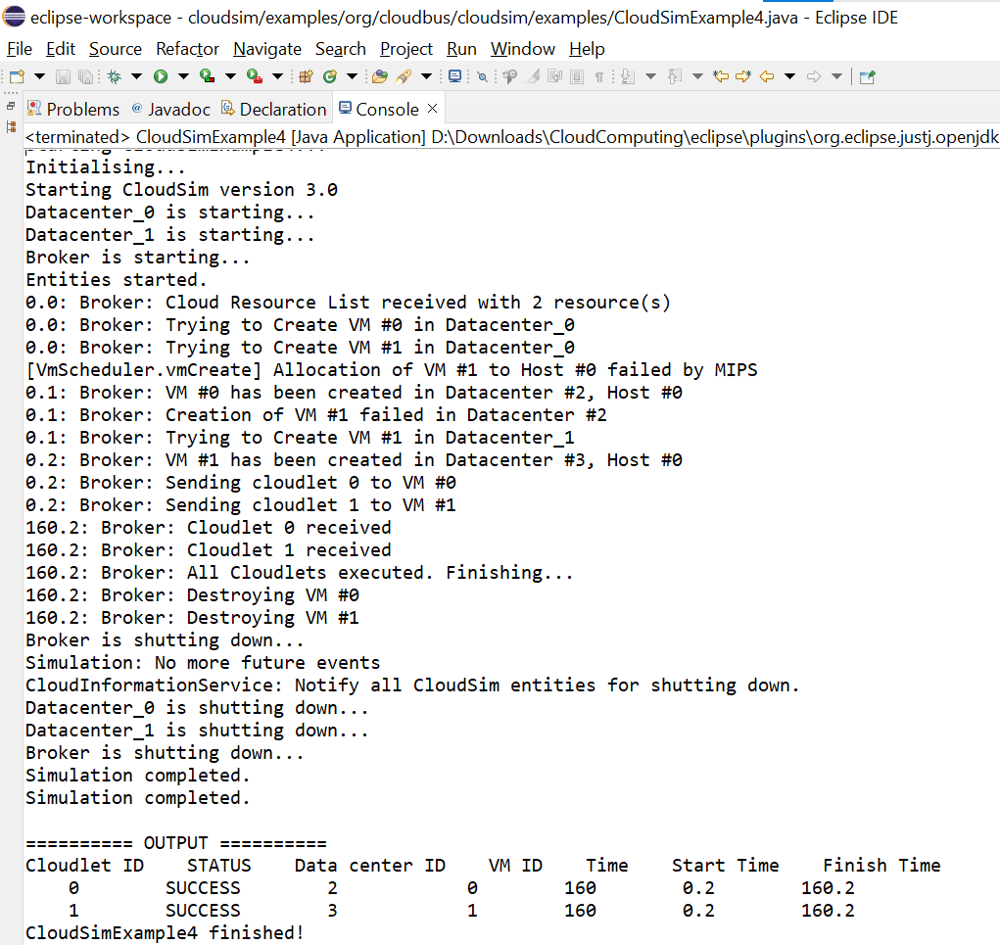 eclipse-workspace - cloudsim/examples/org/cloudbus/cloudsim/examples/CloudSimExample4.java - Eclipse IDE
File Edit Source Refactor Navigate Search Project Run Window Help
Problems @ Javadoc Declaration Console ×
<terminated> CloudSimExample4 [Java Application] D:\Downloads\CloudComputing\eclipse\plugins\org.eclipse.justj.openjdk
Initialising...
Starting CloudSim version 3.0
Datacenter_0 is starting...
Datacenter_1 is starting...
Broker is starting...
Entities started.
0.0: Broker: Cloud Resource List received with 2 resource(s)
0.0: Broker: Trying to Create VM #0 in Datacenter_0
0.0: Broker: Trying to Create VM #1 in Datacenter_0
[VmScheduler.vmCreate] Allocation of VM #1 to Host #0 failed by MIPS
0.1: Broker: VM #0 has been created in Datacenter #2, Host #0
0.1: Broker: Creation of VM #1 failed in Datacenter #2
0.1: Broker: Trying to Create VM #1 in Datacenter_1
0.2: Broker: VM #1 has been created in Datacenter #3, Host #0
0.2: Broker: Sending cloudlet 0 to VM #0
0.2: Broker: Sending cloudlet 1 to VM #1
160.2: Broker: Cloudlet 0 received
160.2: Broker: Cloudlet 1 received
160.2: Broker: All Cloudlets executed. Finishing...
160.2: Broker: Destroying VM #0
160.2: Broker: Destroying VM #1
Broker is shutting down...
Simulation: No more future events
CloudInformationService: Notify all CloudSim entities for shutting down.
Datacenter_0 is shutting down...
Datacenter_1 is shutting down...
Broker is shutting down...
Simulation completed.
Simulation completed.
========== OUTPUT ==========
Cloudlet ID STATUS Data center ID VM ID Time Start Time Finish Time
0 SUCCESS 2 0 160 0.2 160.2
1 SUCCESS 3 1 160 0.2 160.2
CloudSimExample4 finished!